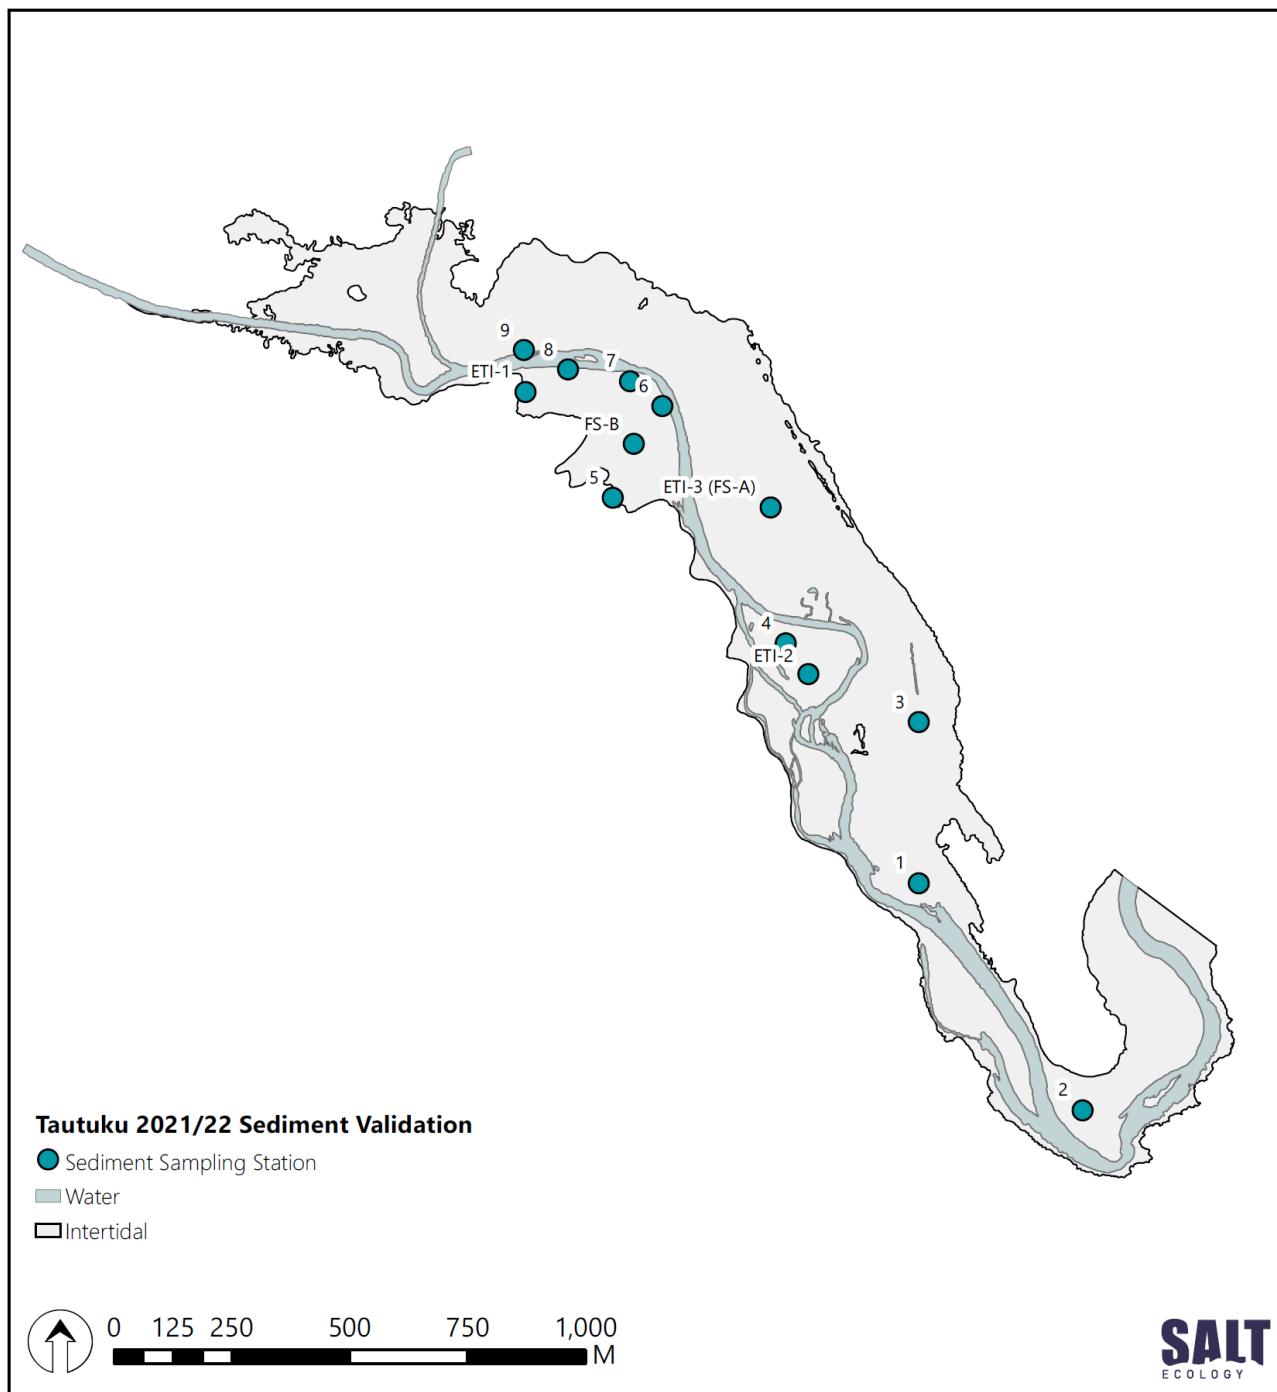 9
8
7
ETI-1
6
FS-B
5
ETI-3 (FS-A)
4
ETI-2
3
1
2
Tautuku 2021/22 Sediment Validation
Sediment Sampling Station
Water
Intertidal
0 125 250 500 750 1,000
M
SALT
ECOLOGY